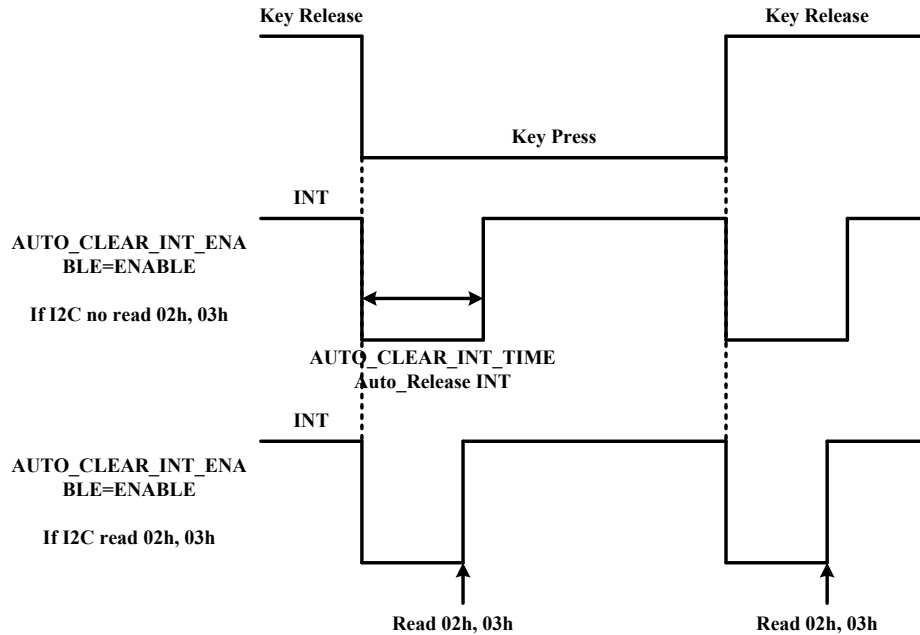 Key Release
Key Release
Key Press
INT
AUTO_CLEAR_INT_ENA
BLE=ENABLE
If I2C no read 02h, 03h
AUTO_CLEAR_INT_TIME
Auto_Release INT
INT
AUTO_CLEAR_INT_ENA
BLE=ENABLE
If I2C read 02h, 03h
Read 02h, 03h
Read 02h, 03h